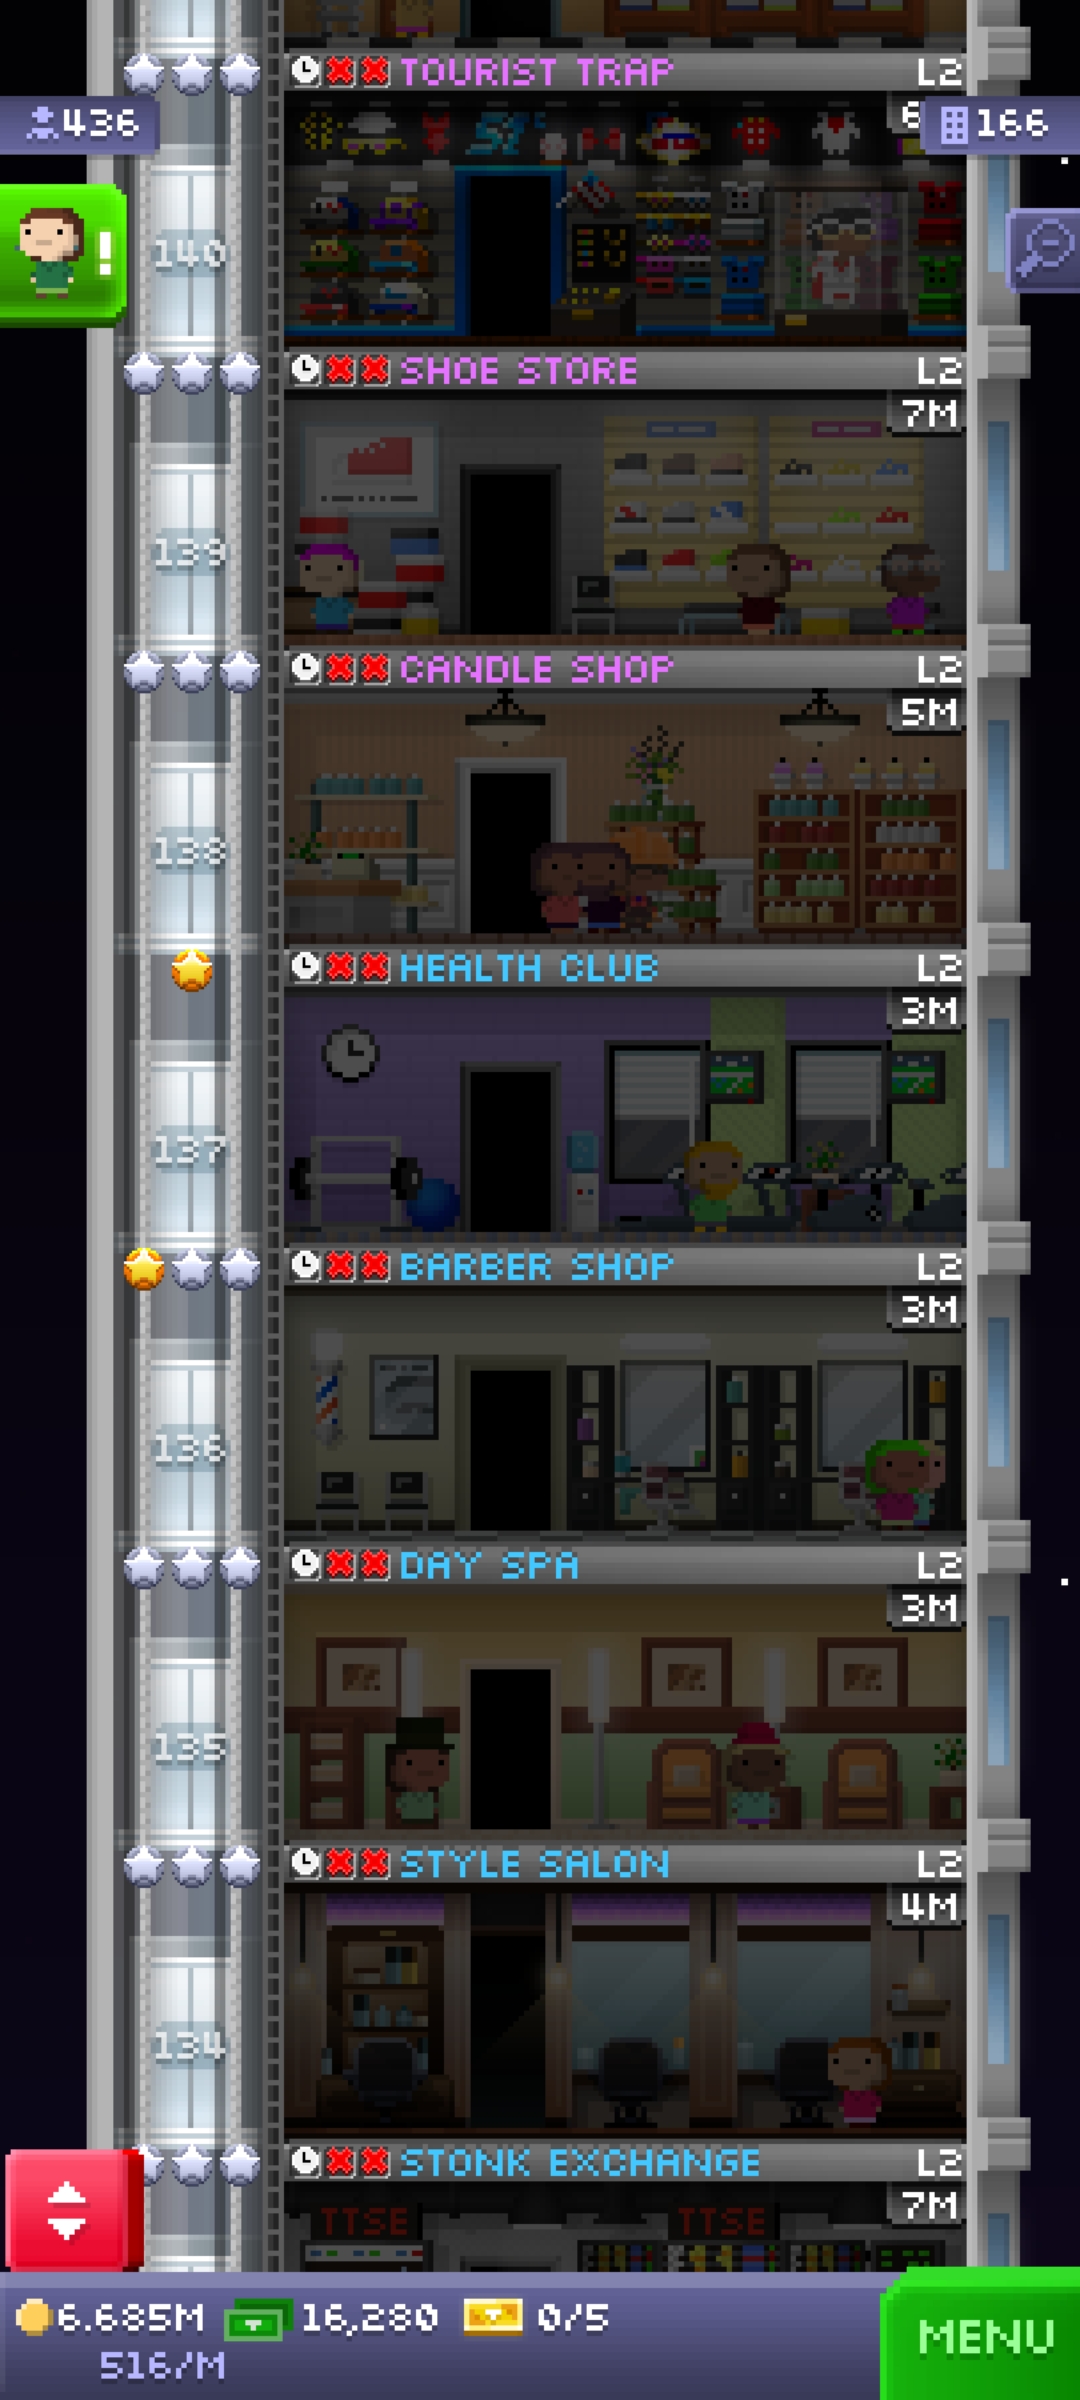 TOURIST TRAP L2
436
6
166
140
SHOE STORE L2
7M
139
CANDLE SHOP L2
5M
138
HEALTH CLUB L2
3M
137
BARBER SHOP L2
3M
136
DAY SPA L2
3M
135
STYLE SALON L2
4M
134
STONK EXCHANGE L2
7M
TTSE TTSE
6.685M 16,280 0/5
516/M
MENU